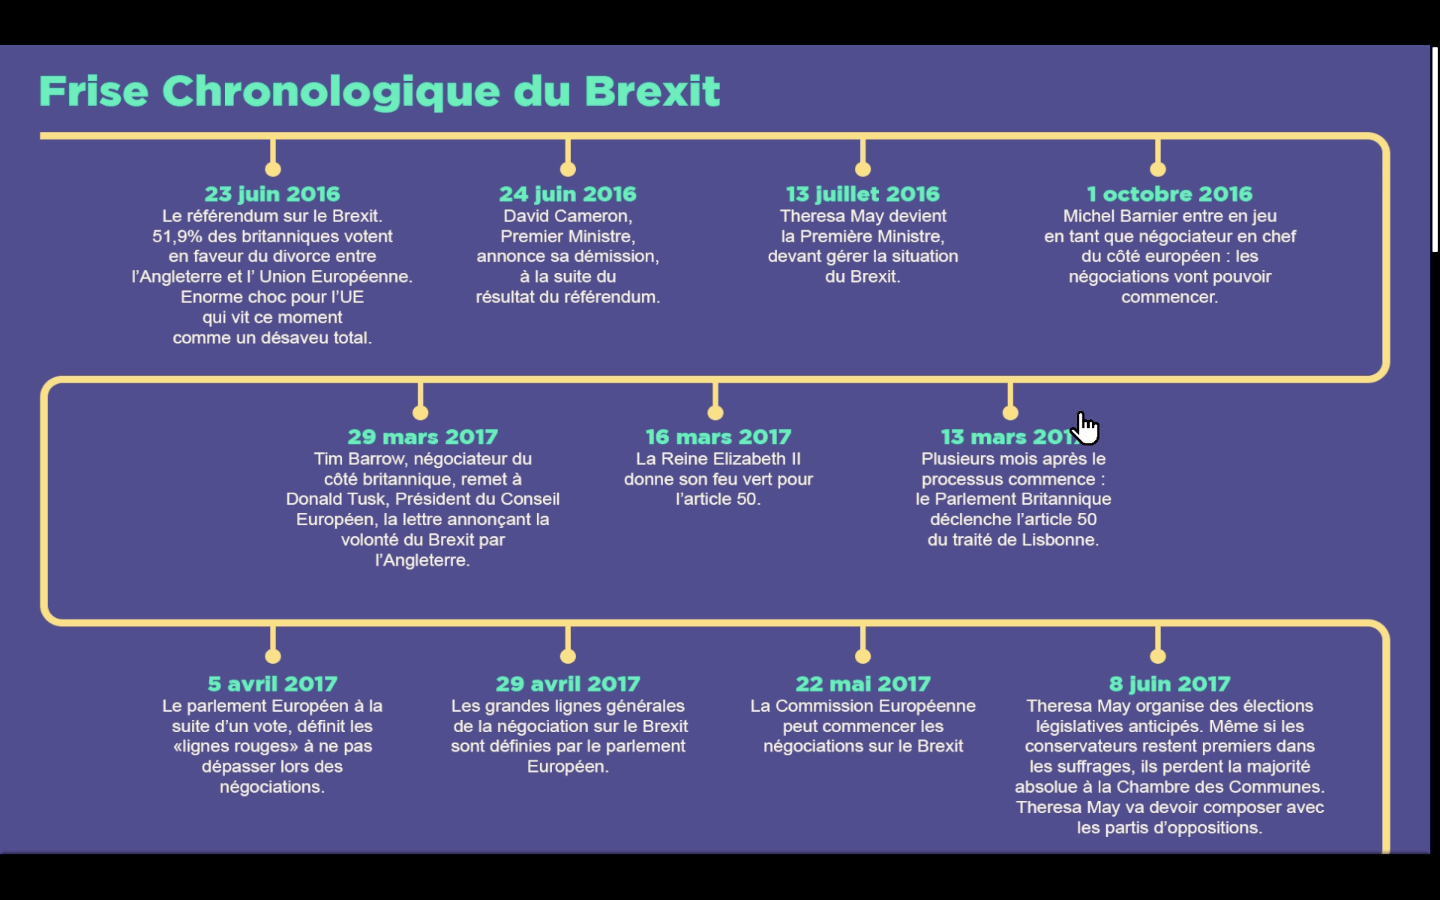 Frise Chronologique du Brexit
23 juin 2016
Le référendum sur le Brexit.
51,9% des britanniques votent
en faveur du divorce entre
l’Angleterre et l’ Union Européenne.
Enorme choc pour l’UE
qui vit ce moment
comme un désaveu total.
24 juin 2016
David Cameron,
Premier Ministre,
annonce sa démission,
à la suite du
résultat du référendum.
13 juillet 2016
Theresa May devient
la Première Ministre,
devant gérer la situation
du Brexit.
1 octobre 2016
Michel Barnier entre en jeu
en tant que négociateur en chef
du côté européen : les
négociations vont pouvoir
commencer.
29 mars 2017
Tim Barrow, négociateur du
côté britannique, remet à
Donald Tusk, Président du Conseil
Européen, la lettre annonçant la
volonté du Brexit par
l’Angleterre.
16 mars 2017
La Reine Elizabeth II
donne son feu vert pour
l’article 50.
13 mars 2017
Plusieurs mois après le
processus commence :
le Parlement Britannique
déclenche l’article 50
du traité de Lisbonne.
5 avril 2017
Le parlement Européen à la
suite d’un vote, définit les
«lignes rouges» à ne pas
dépasser lors des
négociations.
29 avril 2017
Les grandes lignes générales
de la négociation sur le Brexit
sont définies par le parlement
Européen.
22 mai 2017
La Commission Européenne
peut commencer les
négociations sur le Brexit
8 juin 2017
Theresa May organise des élections
législatives anticipés. Même si les
conservateurs restent premiers dans
les suffrages, ils perdent la majorité
absolue à la Chambre des Communes.
Theresa May va devoir composer avec
les partis d’oppositions.